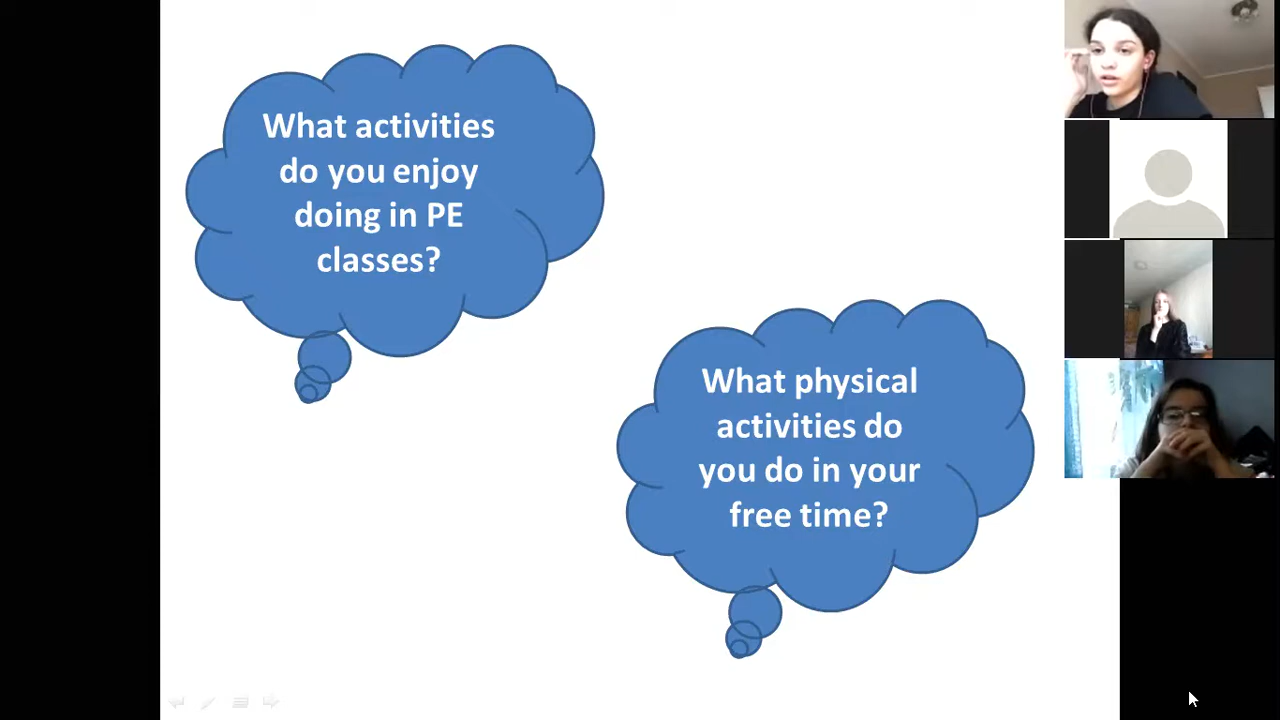 What activities
do you enjoy
doing in PE
classes?
What physical
activities do
you do in your
free time?